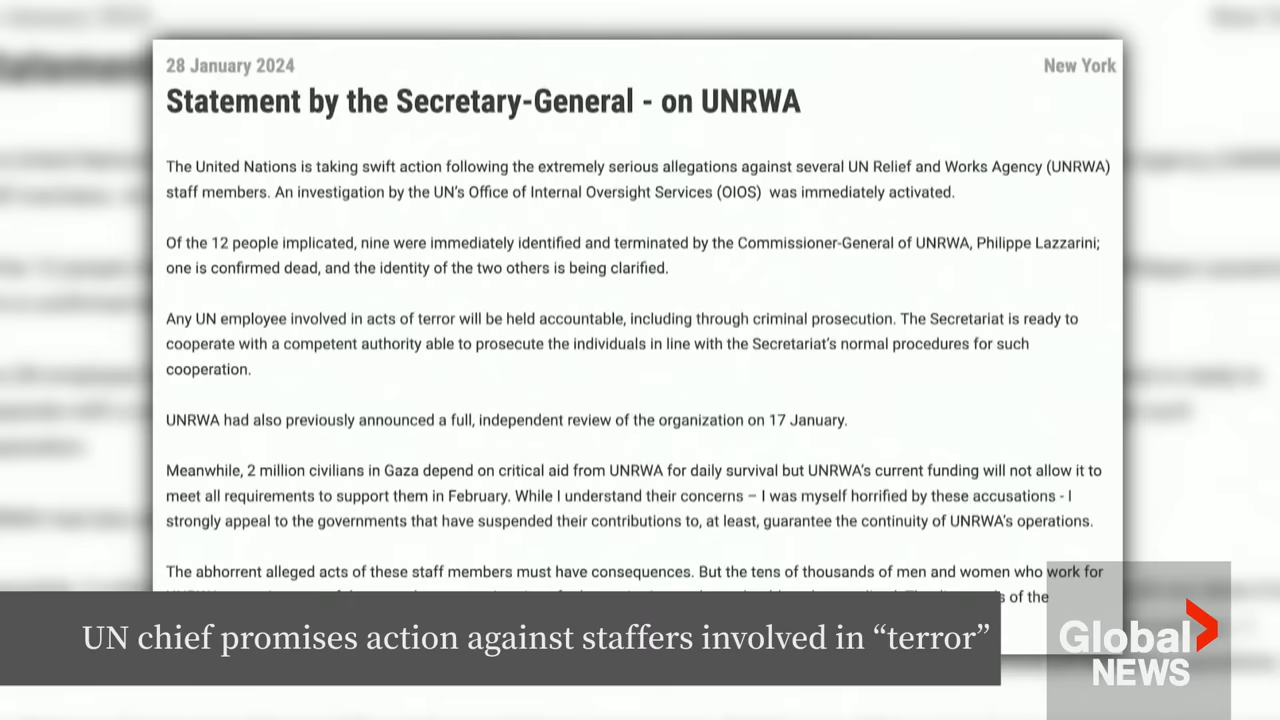 28 January 2024
New York
Statement by the Secretary-General - on UNRWA
The United Nations is taking swift action following the extremely serious allegations against several UN Relief and Works Agency (UNRWA)
staff members. An investigation by the UN's Office of Internal Oversight Services (OIOS) was immediately activated.
Of the 12 people implicated, nine were immediately identified and terminated by the Commissioner-General of UNRWA, Philippe Lazzarini;
one is confirmed dead, and the identity of the two others is being clarified.
Any UN employee involved in acts of terror will be held accountable, including through criminal prosecution. The Secretariat is ready to
cooperate with a competent authority able to prosecute the individuals in line with the Secretariat's normal procedures for such
cooperation.
UNRWA had also previously announced a full, independent review of the organization on 17 January.
Meanwhile, 2 million civilians in Gaza depend on critical aid from UNRWA for daily survival but UNRWA's current funding will not allow it to
meet all requirements to support them in February. While I understand their concerns – I was myself horrified by these accusations - I
strongly appeal to the governments that have suspended their contributions to, at least, guarantee the continuity of UNRWA's operations.
The abhorrent alleged acts of these staff members must have consequences. But the tens of thousands of men and women who work for
of the
UN chief promises action against staffers involved in “terror”
Global
NEWS